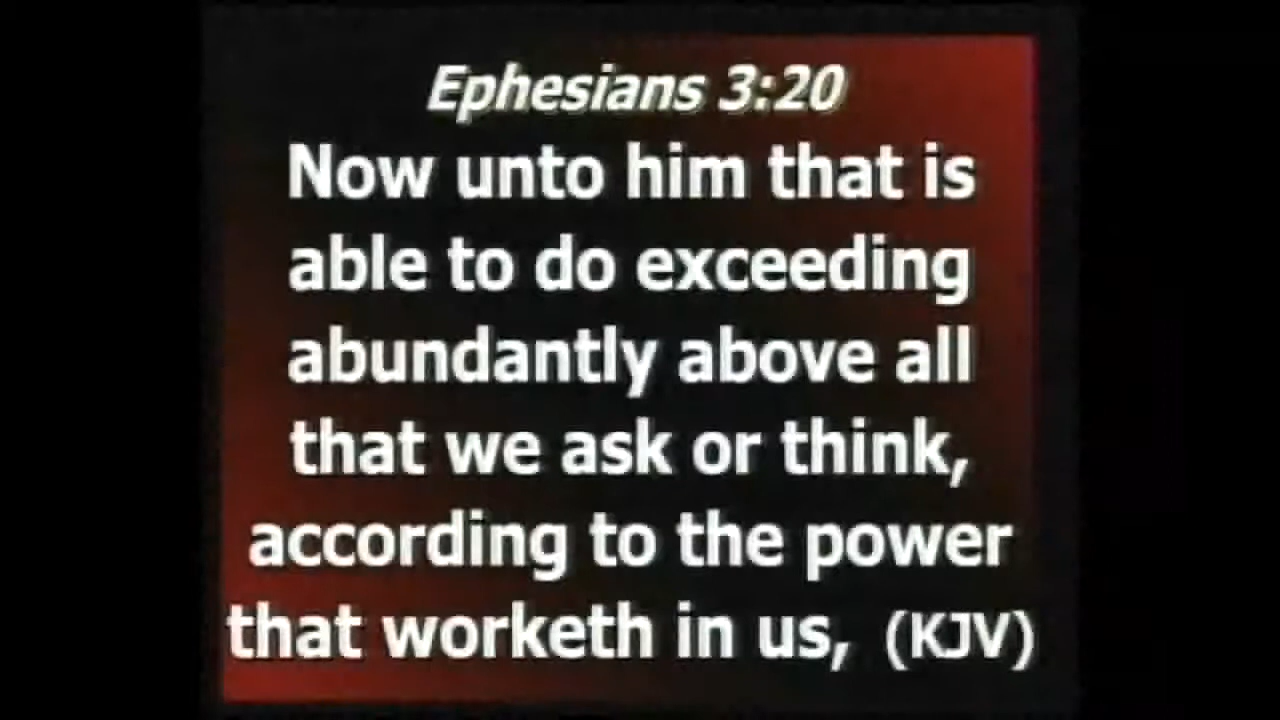 Ephesians 3:20
Now unto him that is
able to do exceeding
abundantly above all
that we ask or think,
according to the power
that worketh in us, (KJV)